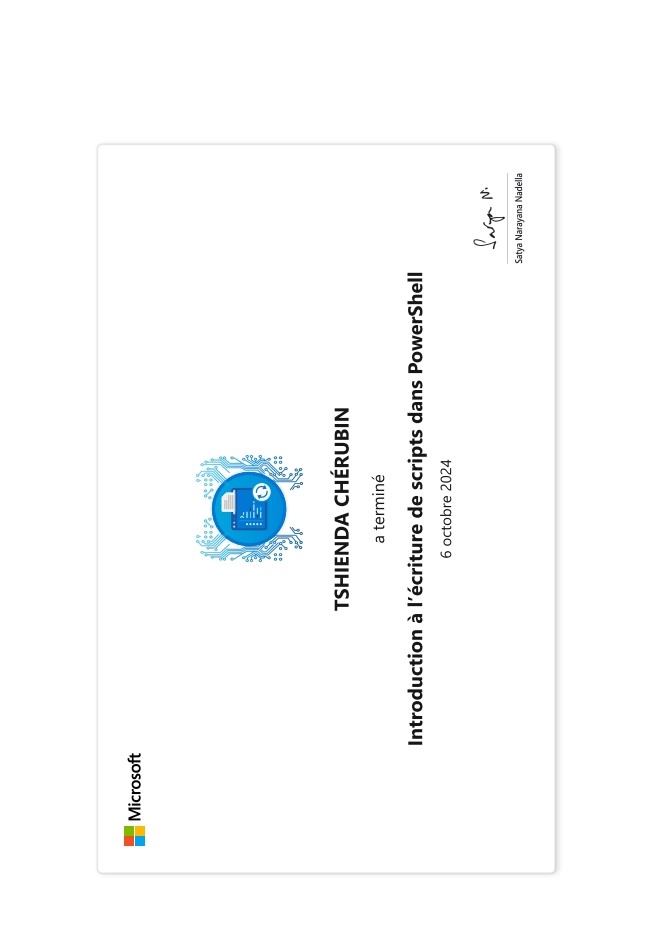 Microsoft
TSHIENDA CHÉRUBIN
a terminé
Introduction à l’écriture de scripts dans PowerShell
6 octobre 2024
Satya N.
Satya Narayana Nadella